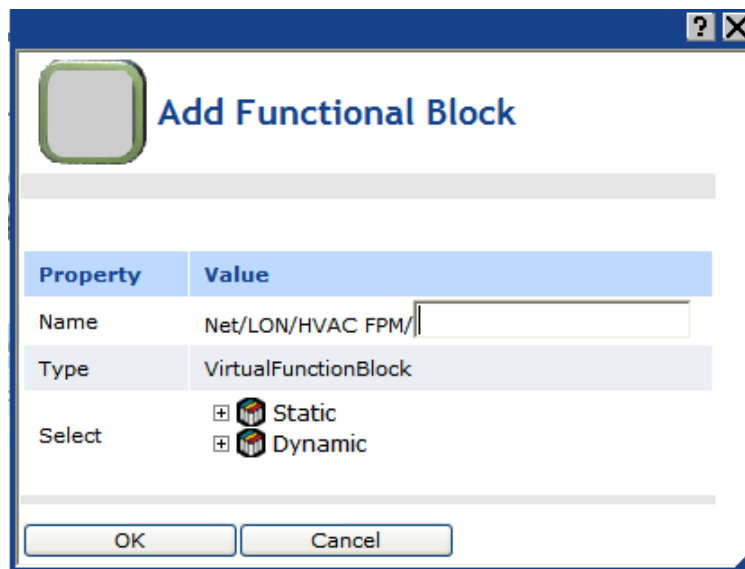 Add Functional Block
Property Value
Name Net/LON/HVAC FPM/
Type VirtualFunctionBlock
Select
Static
Dynamic
OK Cancel